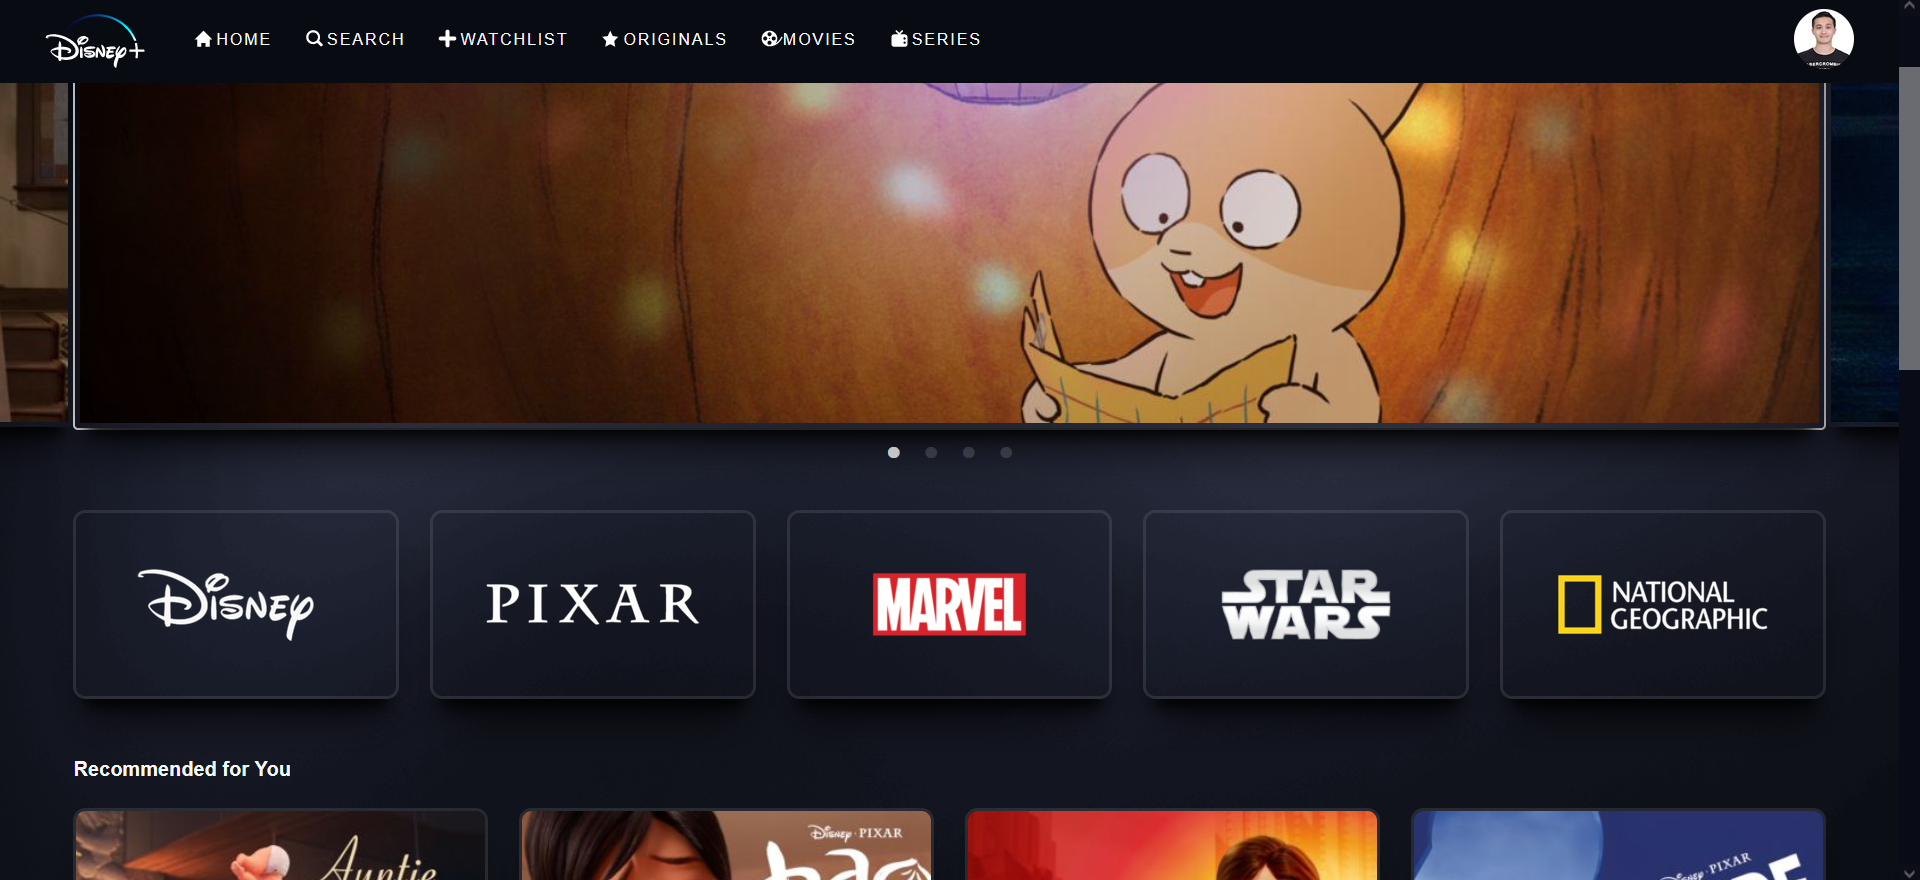 Disney+
HOME
SEARCH
WATCHLIST
ORIGINALS
MOVIES
SERIES
Disney
PIXAR
MARVEL
STAR
WARS
NATIONAL
GEOGRAPHIC
Recommended for You
Auntie
Disney · PIXAR
bao
Disney · PIXAR